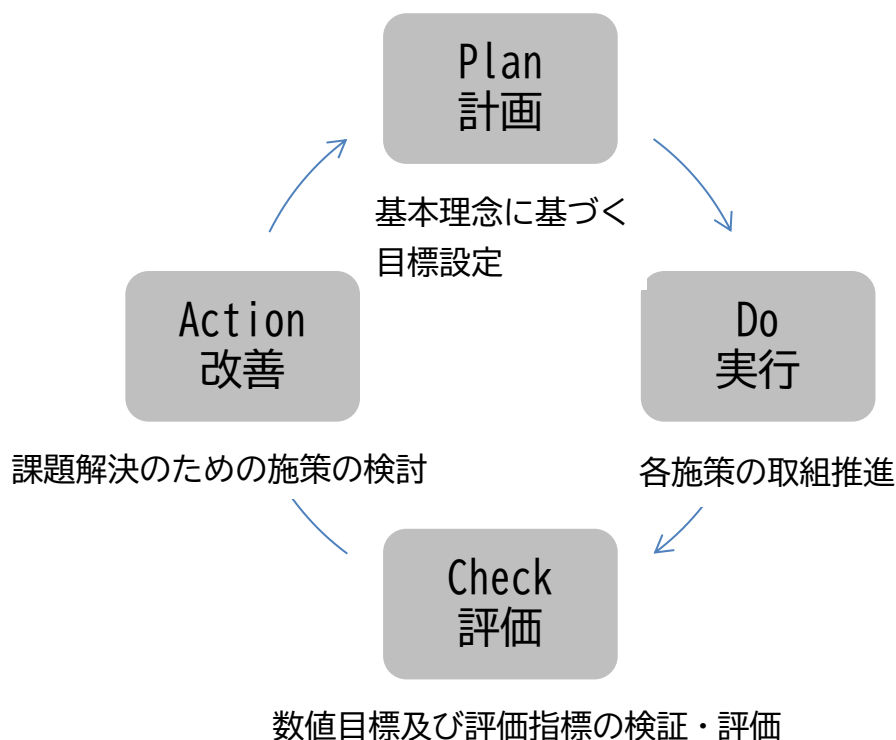 Plan
計画
基本理念に基づく
目標設定
Action
改善
Do
実行
課題解決のための施策の検討
各施策の取組推進
Check
評価
数値目標及び評価指標の検証・評価